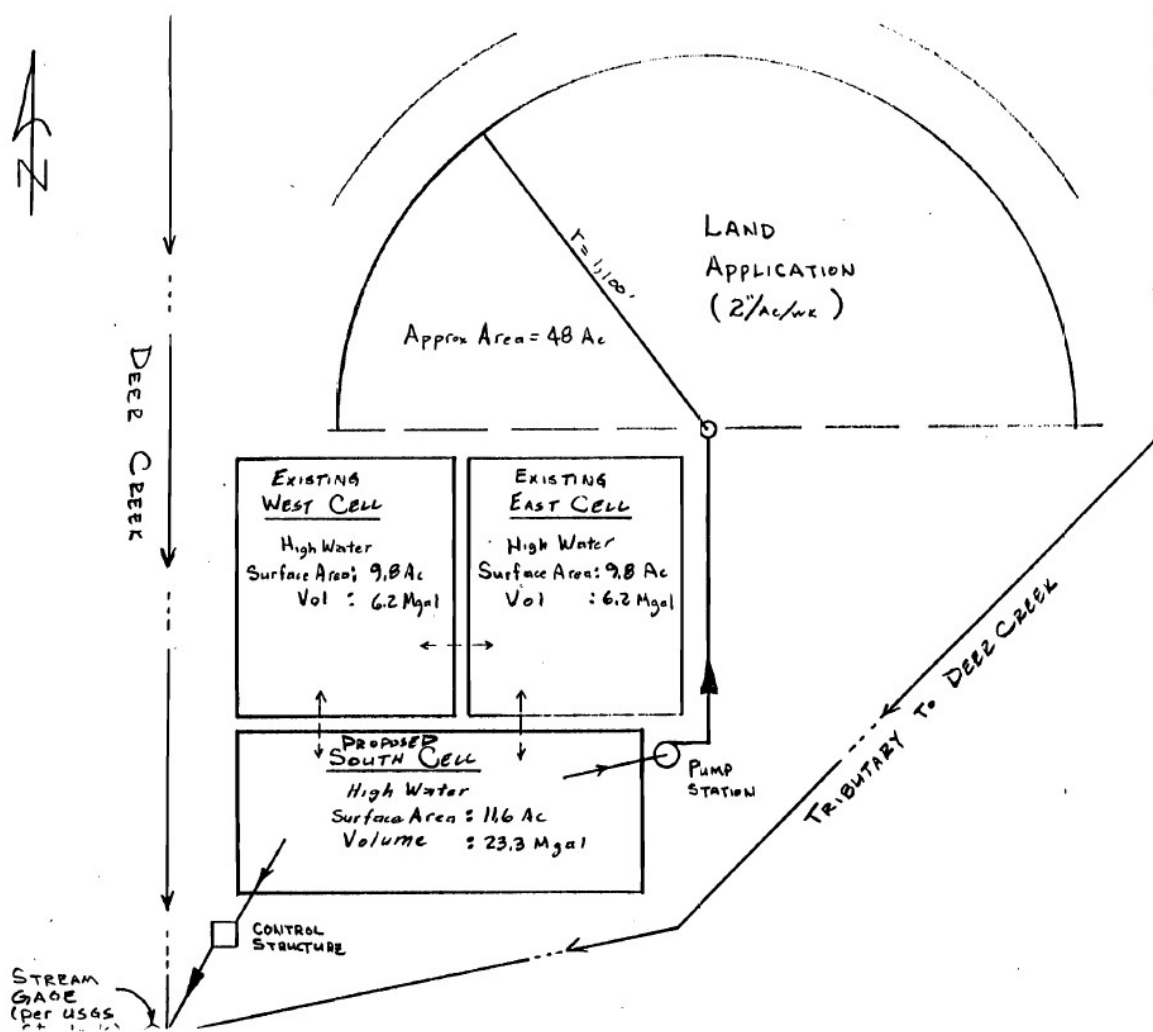 N
DEER CREEK
r = 1,100'
LAND
APPLICATION
(2"/AC/WK)
Approx Area = 48 Ac
EXISTING
WEST CELL
High Water
Surface Area: 9.8 Ac
Vol : 6.2 Mgal
EXISTING
EAST CELL
High Water
Surface Area: 9.8 Ac
Vol : 6.2 Mgal
TRIBUTARY TO DEER CREEK
PROPOSED
SOUTH CELL
High Water
Surface Area : 11.6 Ac
Volume : 23.3 Mgal
PUMP
STATION
CONTROL
STRUCTURE
STREAM
GAGE
(per USGS